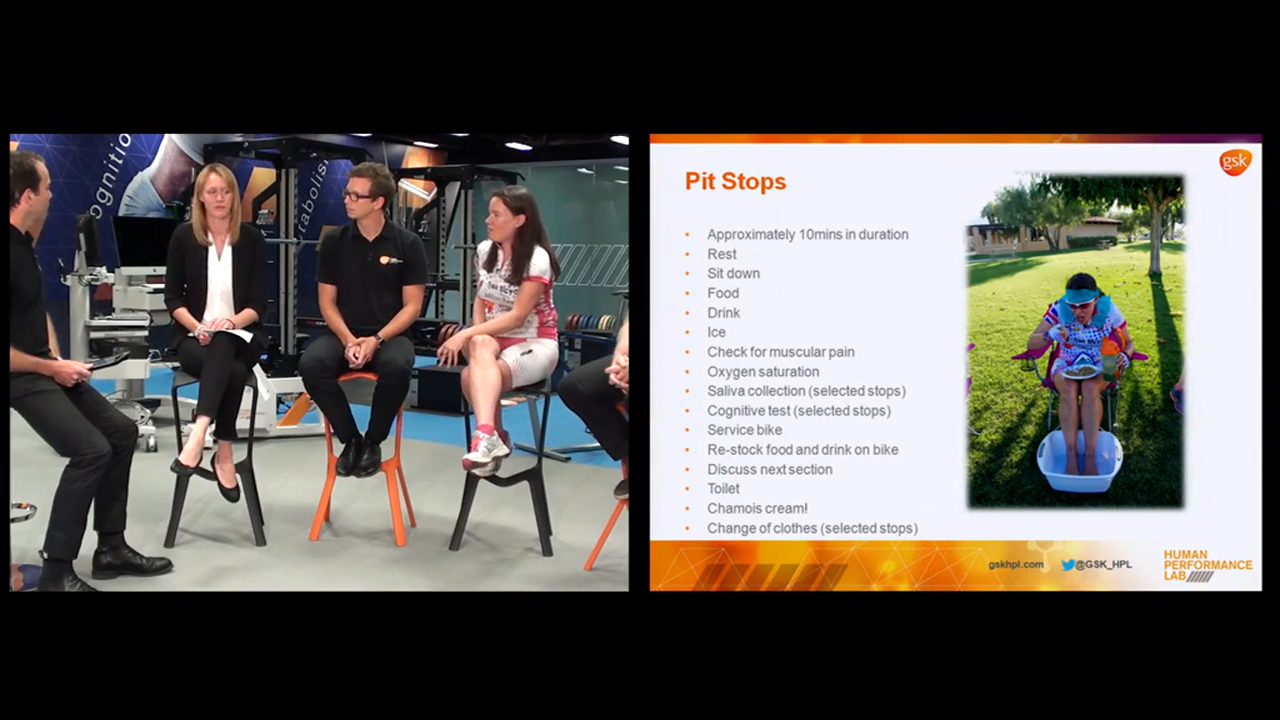 ognitio
tabolis
gsk
Pit Stops
• Approximately 10mins in duration
• Rest
• Sit down
• Food
• Drink
• Ice
• Check for muscular pain
• Oxygen saturation
• Saliva collection (selected stops)
• Cognitive test (selected stops)
• Service bike
• Re-stock food and drink on bike
• Discuss next section
• Toilet
• Chamois cream!
• Change of clothes (selected stops)
gskhpl.com
@GSK_HPL
HUMAN
PERFORMANCE
LAB